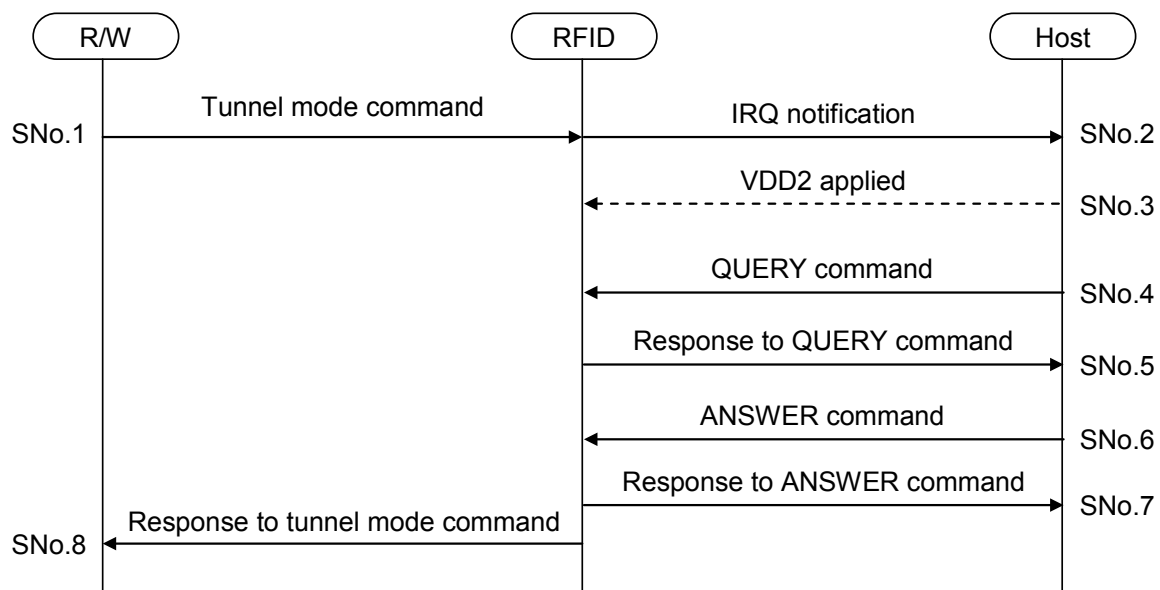 R/W
RFID
Host
Tunnel mode command
IRQ notification
SNo.1
SNo.2
VDD2 applied
SNo.3
QUERY command
SNo.4
Response to QUERY command
SNo.5
ANSWER command
SNo.6
Response to ANSWER command
SNo.7
Response to tunnel mode command
SNo.8